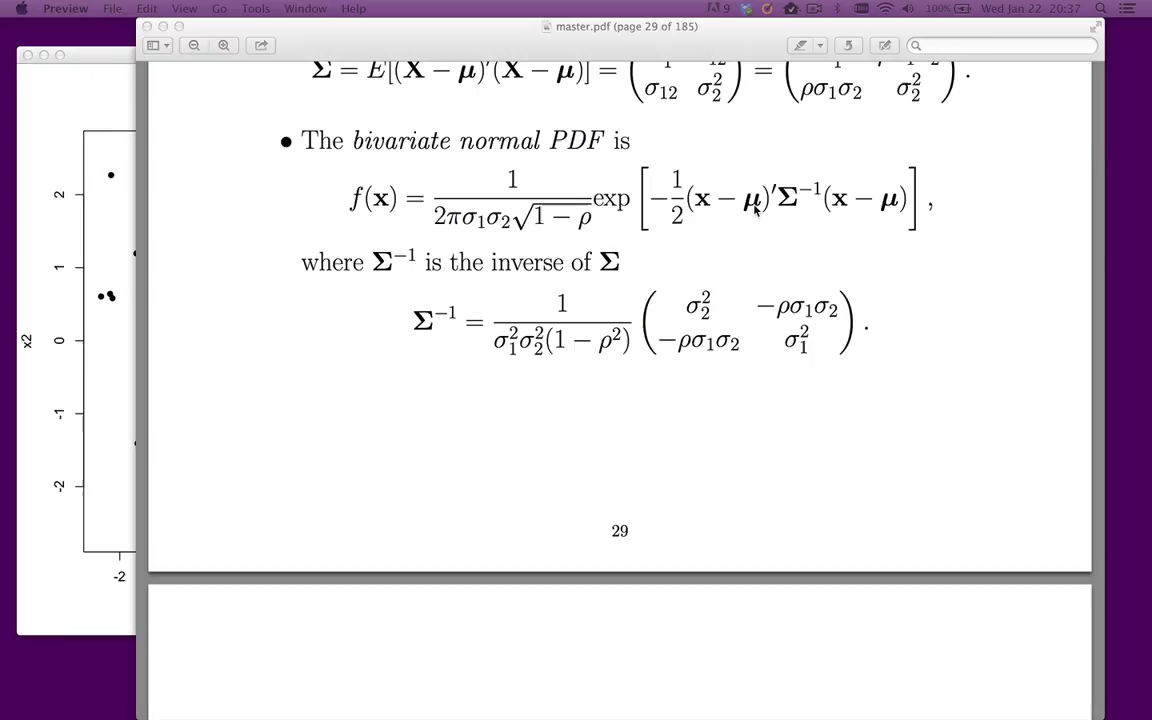 Preview File Edit View Go Tools Window Help 9 100% Wed Jan 22 20:37
master.pdf (page 29 of 185)
Σ = E[(X − μ)′(X − μ)] = ( σ12 σ₂² ) = ( ρσ₁σ₂ σ₂² ) .
• The bivariate normal PDF is
f(x) = 1 / (2πσ₁σ₂√(1 − ρ)) exp [ −1/2 (x − μ)′Σ⁻¹(x − μ) ] ,
where Σ⁻¹ is the inverse of Σ
Σ⁻¹ = 1 / (σ₁²σ₂²(1 − ρ²)) ( σ₂² −ρσ₁σ₂
−ρσ₁σ₂ σ₁² ) .
29
x2
2
1
0
-1
-2
-2